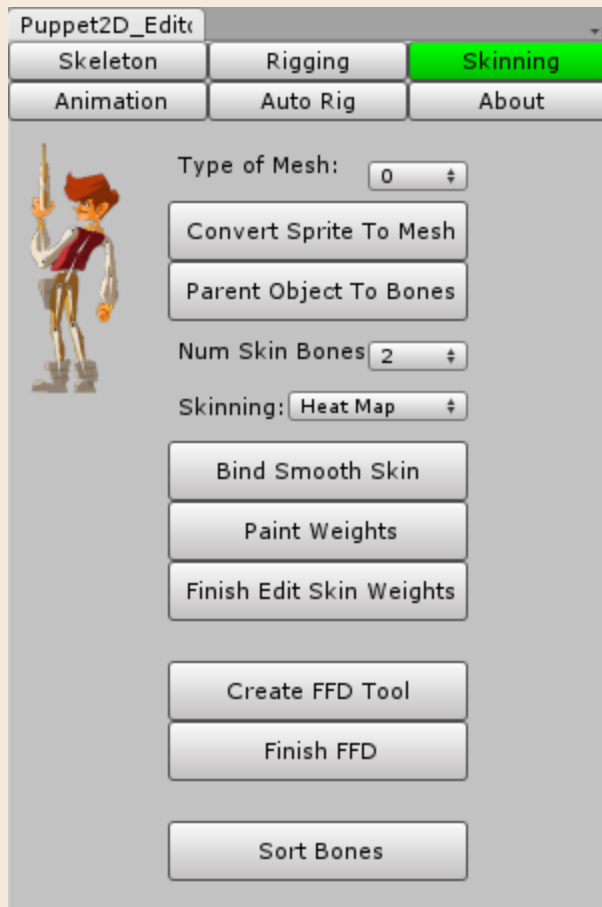 Puppet2D_Edito
Skeleton Rigging Skinning
Animation Auto Rig About
Type of Mesh: 0
Convert Sprite To Mesh
Parent Object To Bones
Num Skin Bones 2
Skinning: Heat Map
Bind Smooth Skin
Paint Weights
Finish Edit Skin Weights
Create FFD Tool
Finish FFD
Sort Bones